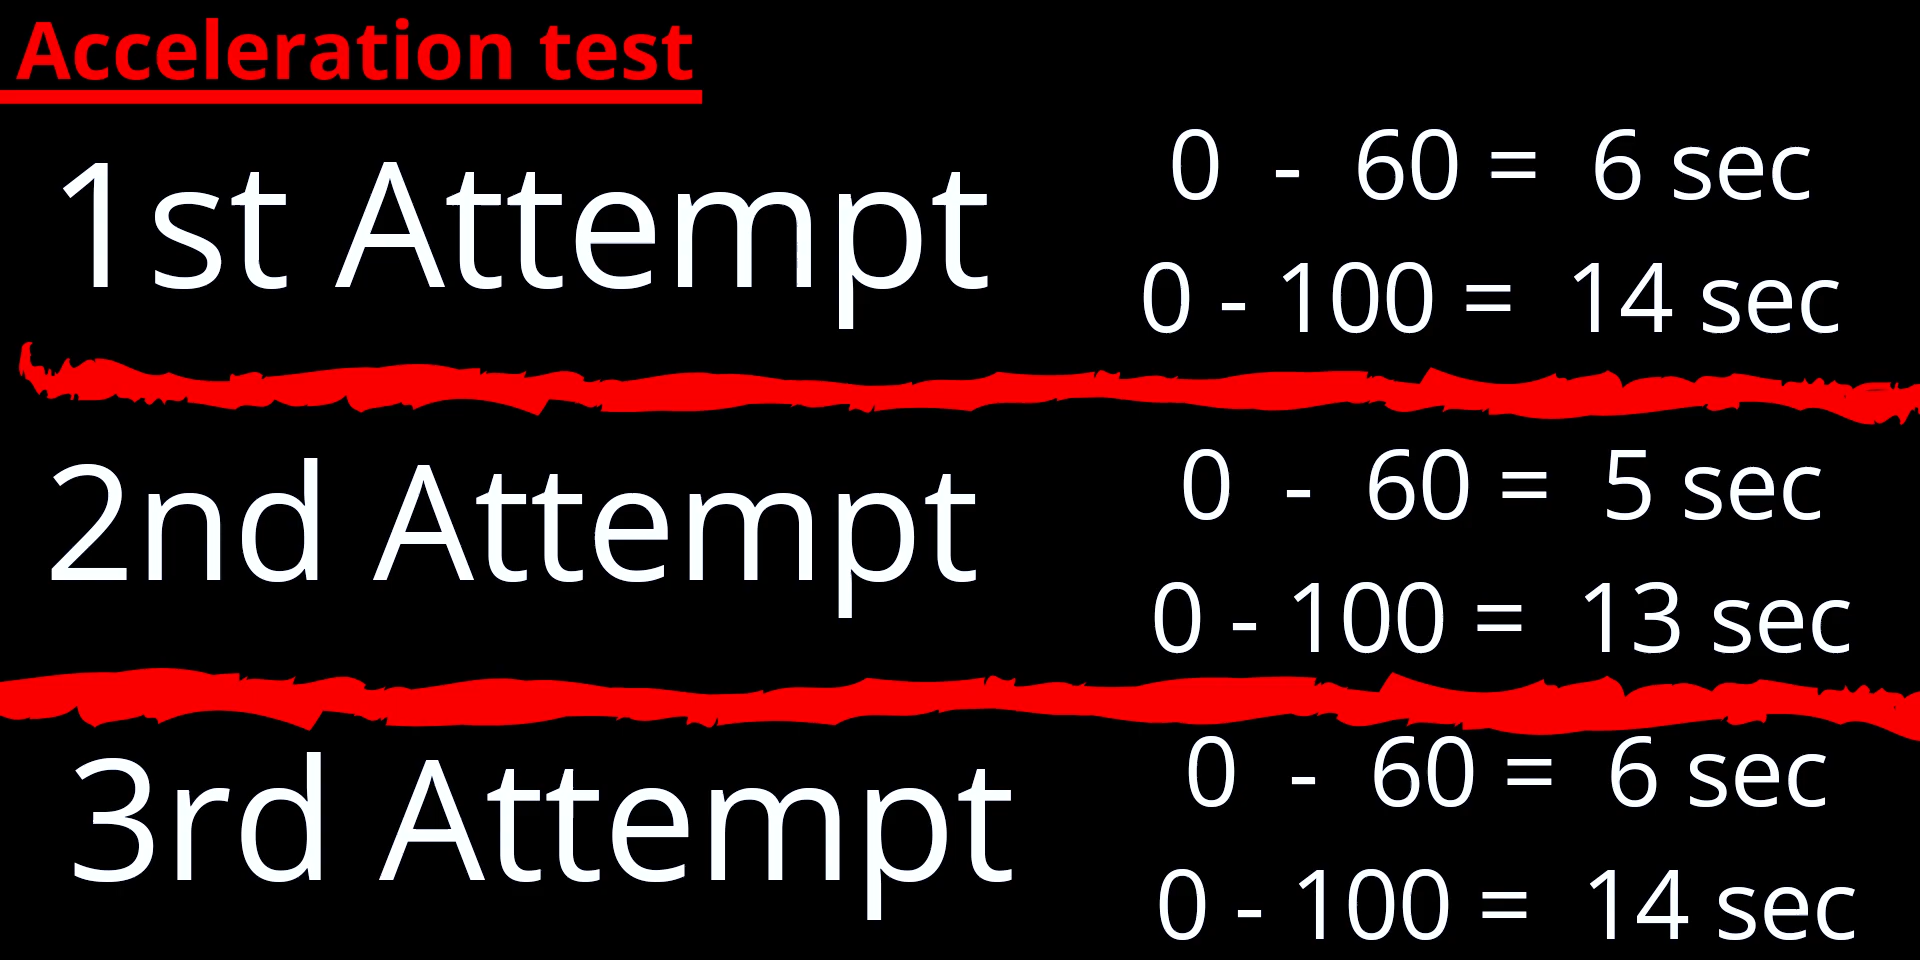 Acceleration test
1st Attempt
0 - 60 = 6 sec
0 - 100 = 14 sec
2nd Attempt
0 - 60 = 5 sec
0 - 100 = 13 sec
3rd Attempt
0 - 60 = 6 sec
0 - 100 = 14 sec